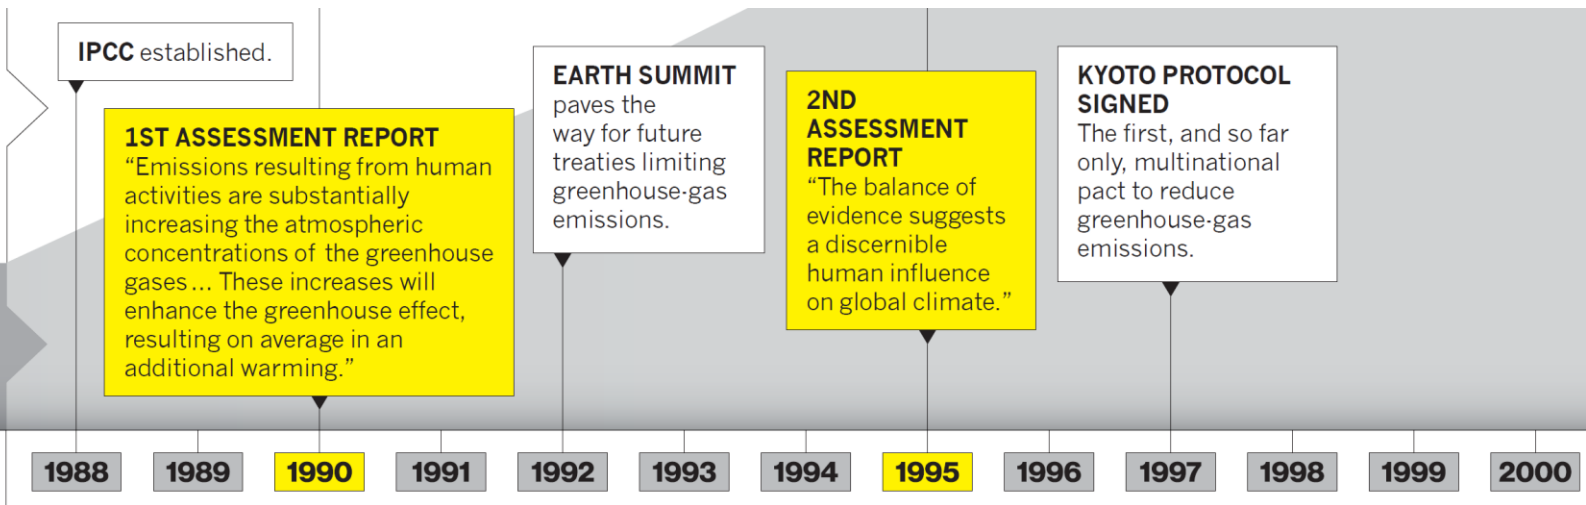 IPCC established.
1ST ASSESSMENT REPORT
“Emissions resulting from human
activities are substantially
increasing the atmospheric
concentrations of the greenhouse
gases ... These increases will
enhance the greenhouse effect,
resulting on average in an
additional warming.”
EARTH SUMMIT
paves the
way for future
treaties limiting
greenhouse-gas
emissions.
2ND
ASSESSMENT
REPORT
“The balance of
evidence suggests
a discernible
human influence
on global climate.”
KYOTO PROTOCOL
SIGNED
The first, and so far
only, multinational
pact to reduce
greenhouse-gas
emissions.
1988 1989 1990 1991 1992 1993 1994 1995 1996 1997 1998 1999 2000